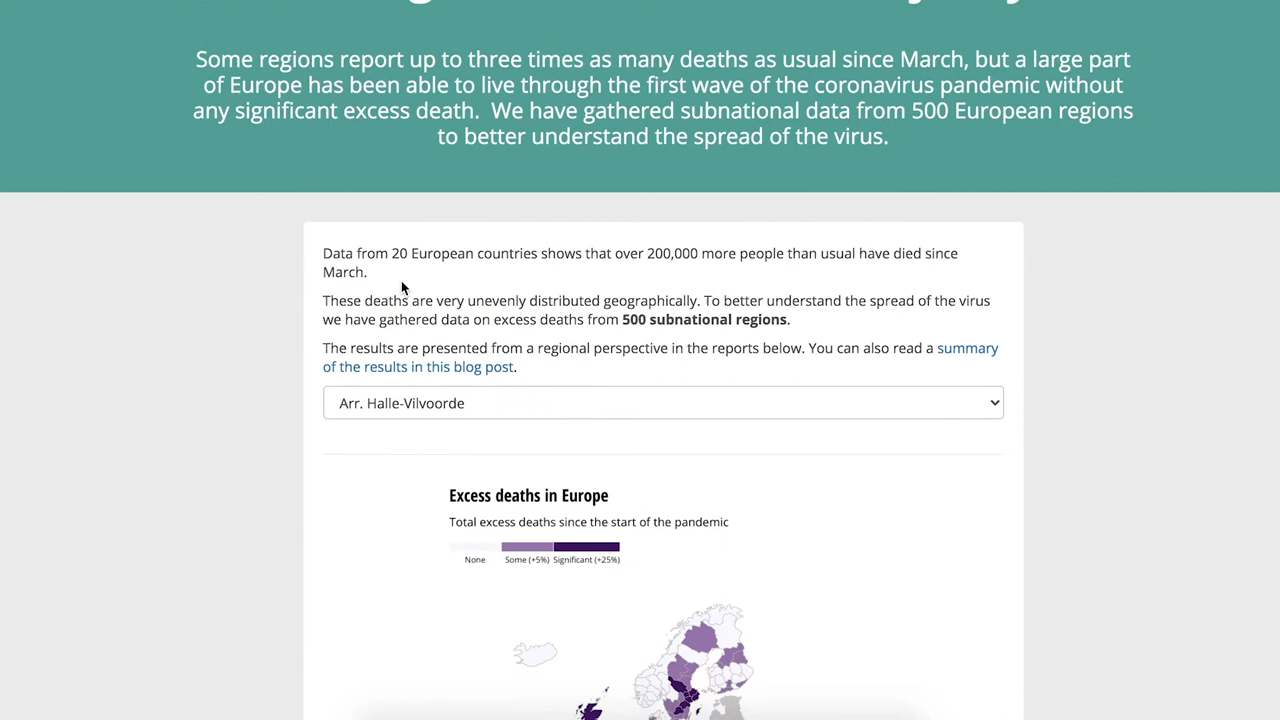 Some regions report up to three times as many deaths as usual since March, but a large part
of Europe has been able to live through the first wave of the coronavirus pandemic without
any significant excess death.  We have gathered subnational data from 500 European regions
to better understand the spread of the virus.
Data from 20 European countries shows that over 200,000 more people than usual have died since
March.
These deaths are very unevenly distributed geographically. To better understand the spread of the virus
we have gathered data on excess deaths from 500 subnational regions.
The results are presented from a regional perspective in the reports below. You can also read a summary
of the results in this blog post.
Arr. Halle-Vilvoorde
Excess deaths in Europe
Total excess deaths since the start of the pandemic
None Some (+5%) Significant (+25%)